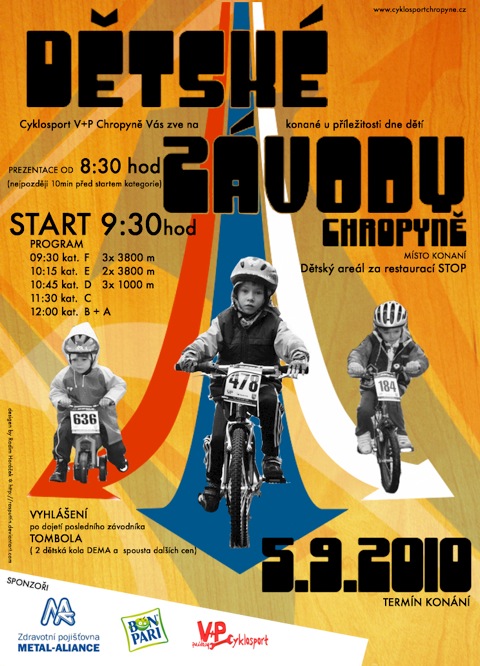 www.cyklosportchropyne.cz
DĚTSKÉ
Cyklosport V+P Chropyně Vás zve na konané u příležitosti dne dětí
ZÁVODY
CHROPYNĚ
PREZENTACE OD 8:30 hod
(nejpozději 10min před startem kategorie)
START 9:30hod
MÍSTO KONANÍ
Dětský areál za restaurací STOP
PROGRAM
09:30 kat. F 3x 3800 m
10:15 kat. E 2x 3800 m
10:45 kat. D 3x 1000 m
11:30 kat. C
12:00 kat. B + A
478
184
636
VYHLÁŠENÍ
po dojetí posledního závodníka
TOMBOLA
( 2 dětská kola DEMA a spousta dalších cen)
5.9.2010
TERMÍN KONÁNÍ
SPONZOŘI
Zdravotní pojišťovna
METAL-ALIANCE
BON
PARI
V+P
Cyklosport